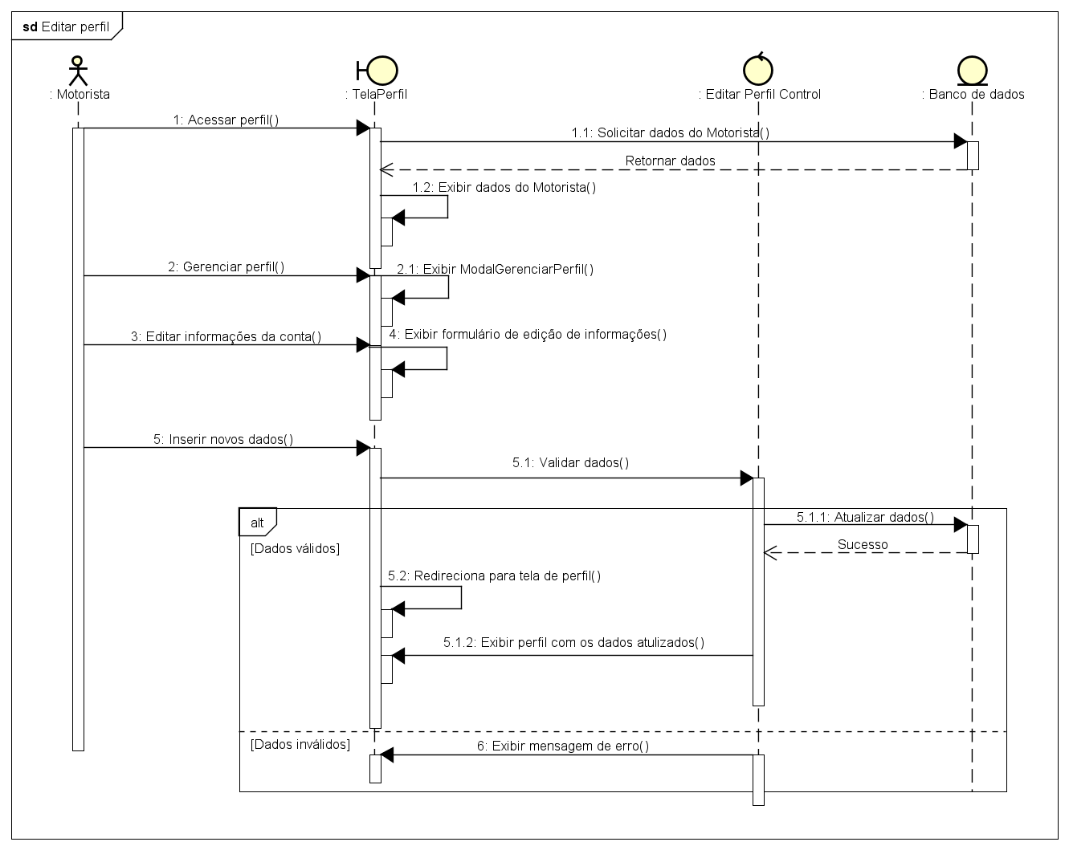 sd Editar perfil
: Motorista
: TelaPerfil
: Editar Perfil Control
: Banco de dados
1: Acessar perfil()
1.1: Solicitar dados do Motorista()
Retornar dados
1.2: Exibir dados do Motorista()
2: Gerenciar perfil()
2.1: Exibir ModalGerenciarPerfil()
3: Editar informações da conta()
4: Exibir formulário de edição de informações()
5: Inserir novos dados()
5.1: Validar dados()
alt
5.1.1: Atualizar dados()
[Dados válidos]
Sucesso
5.2: Redireciona para tela de perfil()
5.1.2: Exibir perfil com os dados atulizados()
[Dados inválidos]
6: Exibir mensagem de erro()